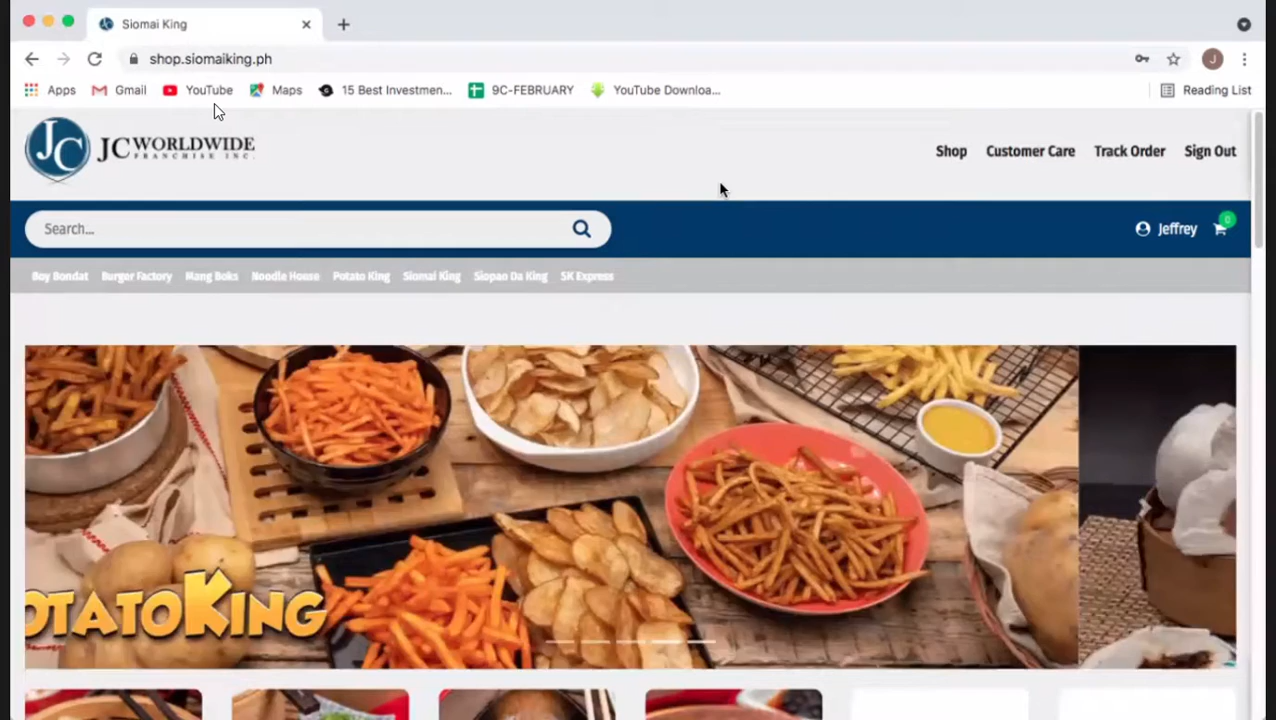 Siomai King
shop.siomaiking.ph
J
Apps Gmail YouTube Maps 15 Best Investmen... 9C-FEBRUARY YouTube Downloa... Reading List
JC JC WORLDWIDE
FRANCHISE INC.
Shop Customer Care Track Order Sign Out
Search... Jeffrey 0
Boy Bondat Burger Factory Mang Boks Noodle House Potato King Siomai King Siopao Da King SK Express
OTATOKING